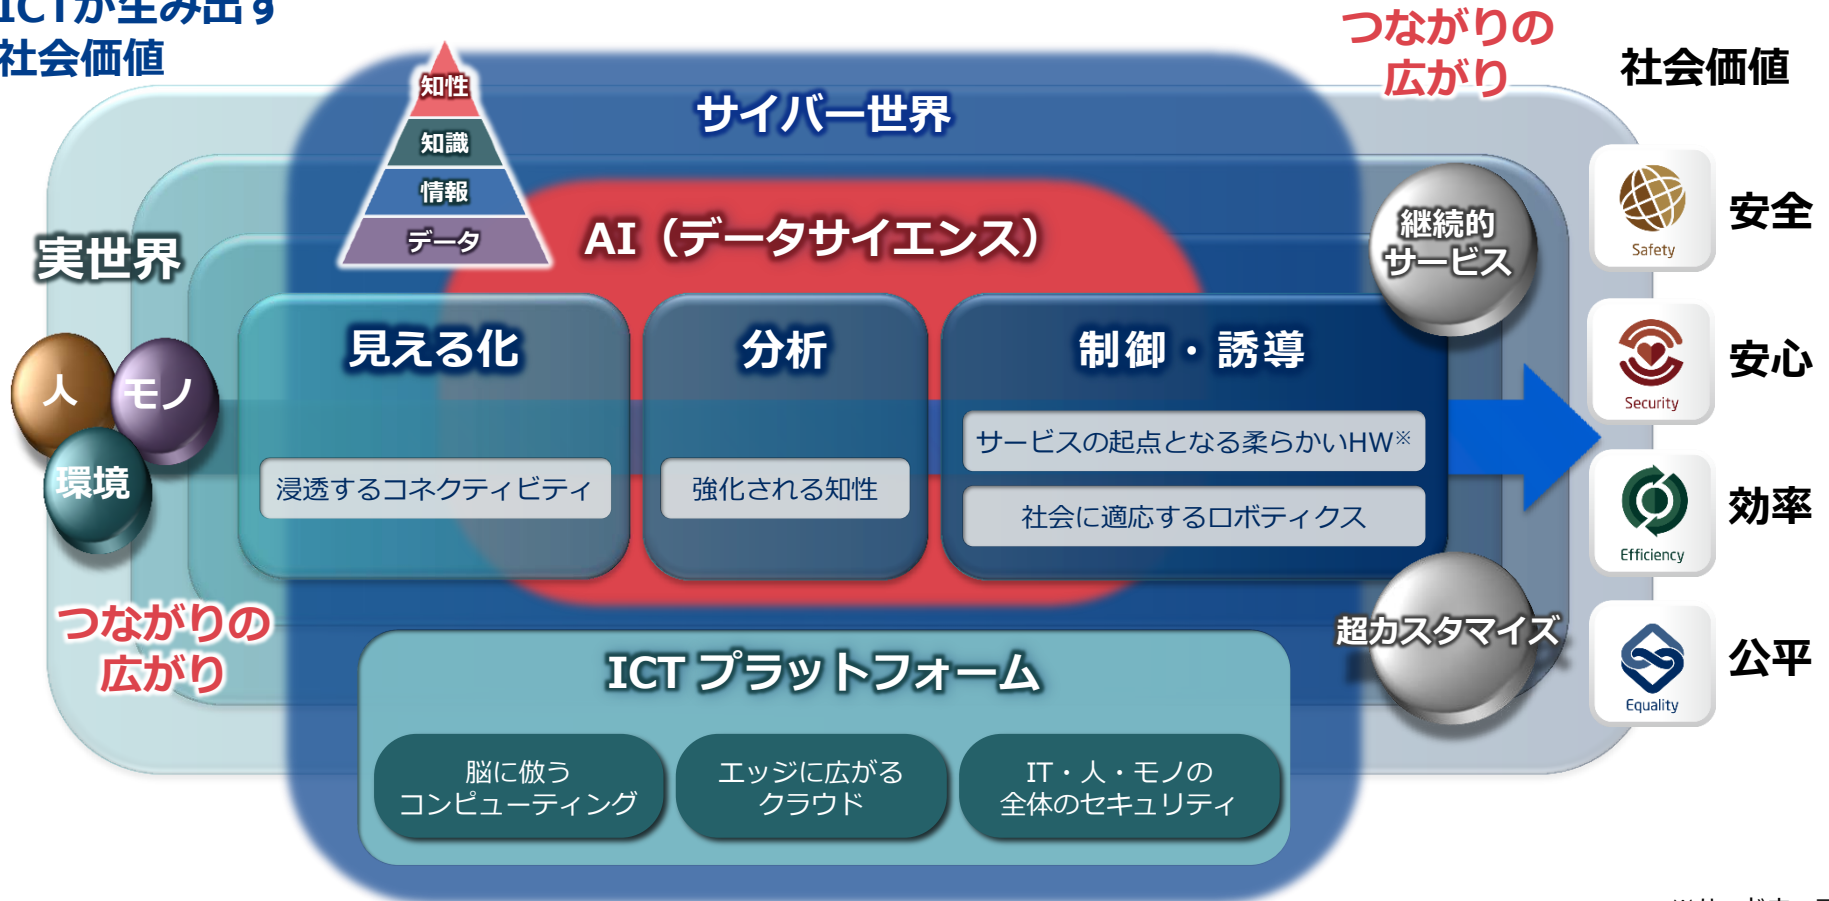 ICTが生み出す
社会価値
つながりの
広がり
社会価値
サイバー世界
知性
知識
情報
データ
AI（データサイエンス）
実世界
人
モノ
環境
見える化
浸透するコネクティビティ
分析
強化される知性
制御・誘導
サービスの起点となる柔らかいHW※
社会に適応するロボティクス
継続的
サービス
超カスタマイズ
つながりの
広がり
ICT プラットフォーム
脳に倣う
コンピューティング
エッジに広がる
クラウド
IT・人・モノの
全体のセキュリティ
Safety
安全
Security
安心
Efficiency
効率
Equality
公平